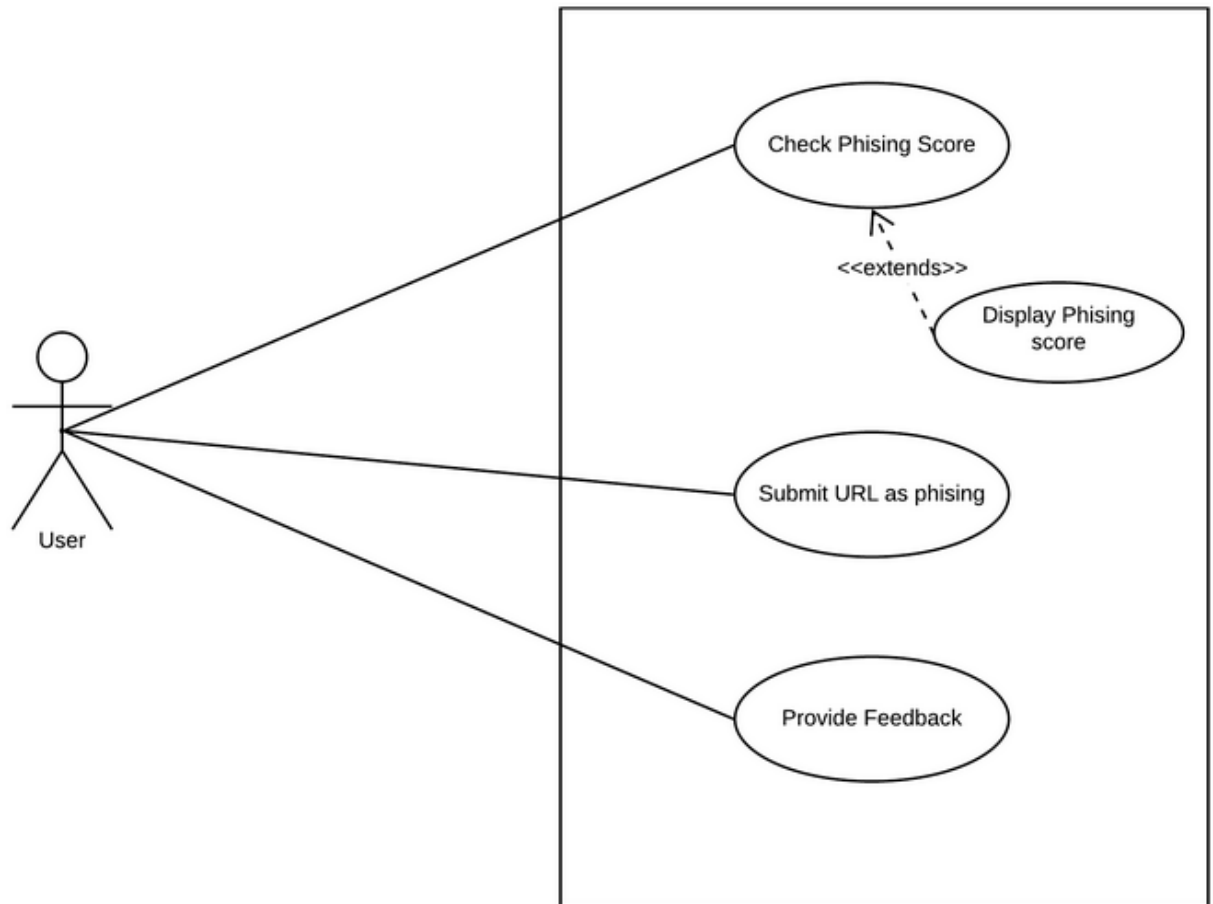 Check Phising Score
<<extends>>
Display Phising
score
Submit URL as phising
User
Provide Feedback